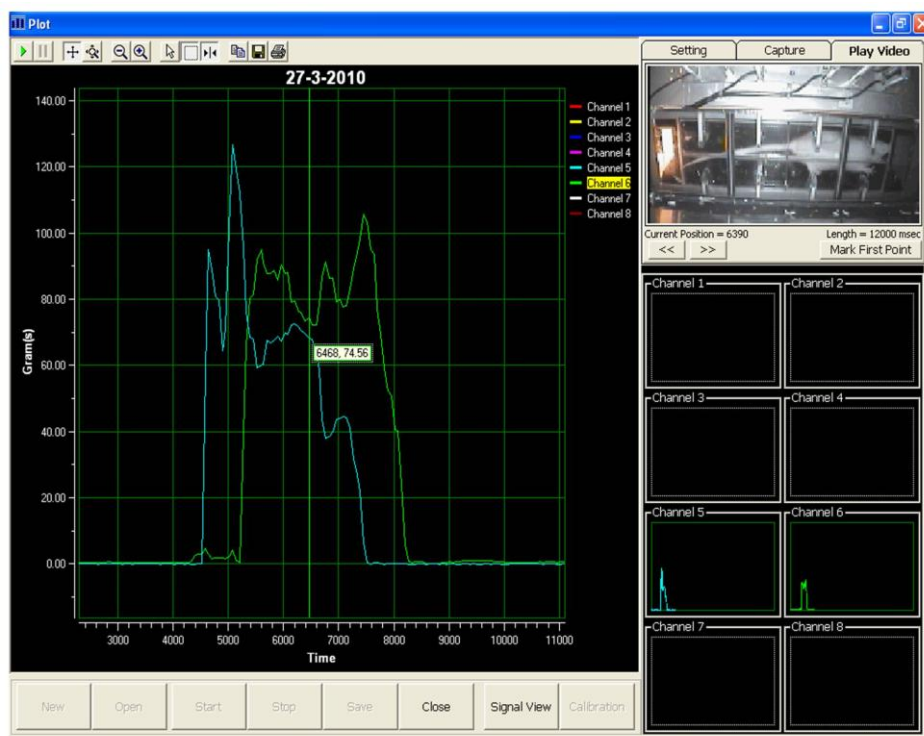 Plot
Setting Capture Play Video
27-3-2010
140.00
120.00
100.00
80.00
60.00
40.00
20.00
0.00
Gram(s)
Channel 1
Channel 2
Channel 3
Channel 4
Channel 5
Channel 6
Channel 7
Channel 8
6468, 74.56
3000 4000 5000 6000 7000 8000 9000 10000 11000
Time
Current Position = 6390 Length = 12000 msec
<< >> Mark First Point
Channel 1 Channel 2
Channel 3 Channel 4
Channel 5 Channel 6
Channel 7 Channel 8
New Open Start Stop Save Close Signal View Calibration